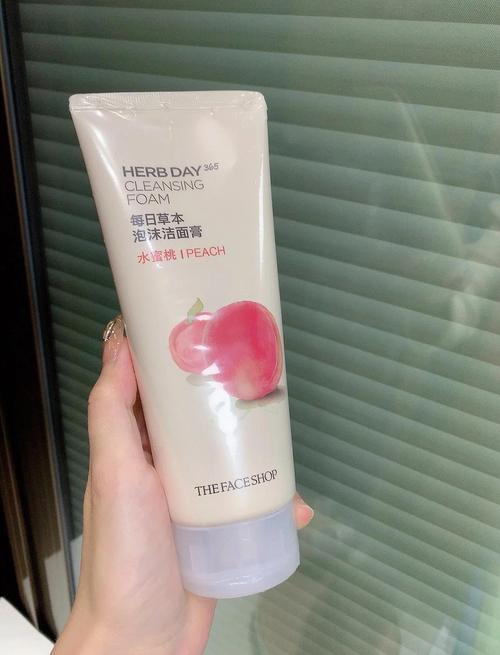 HERB DAY 365
CLEANSING
FOAM
每日草本
泡沫洁面膏
水蜜桃 | PEACH
THE FACE SHOP